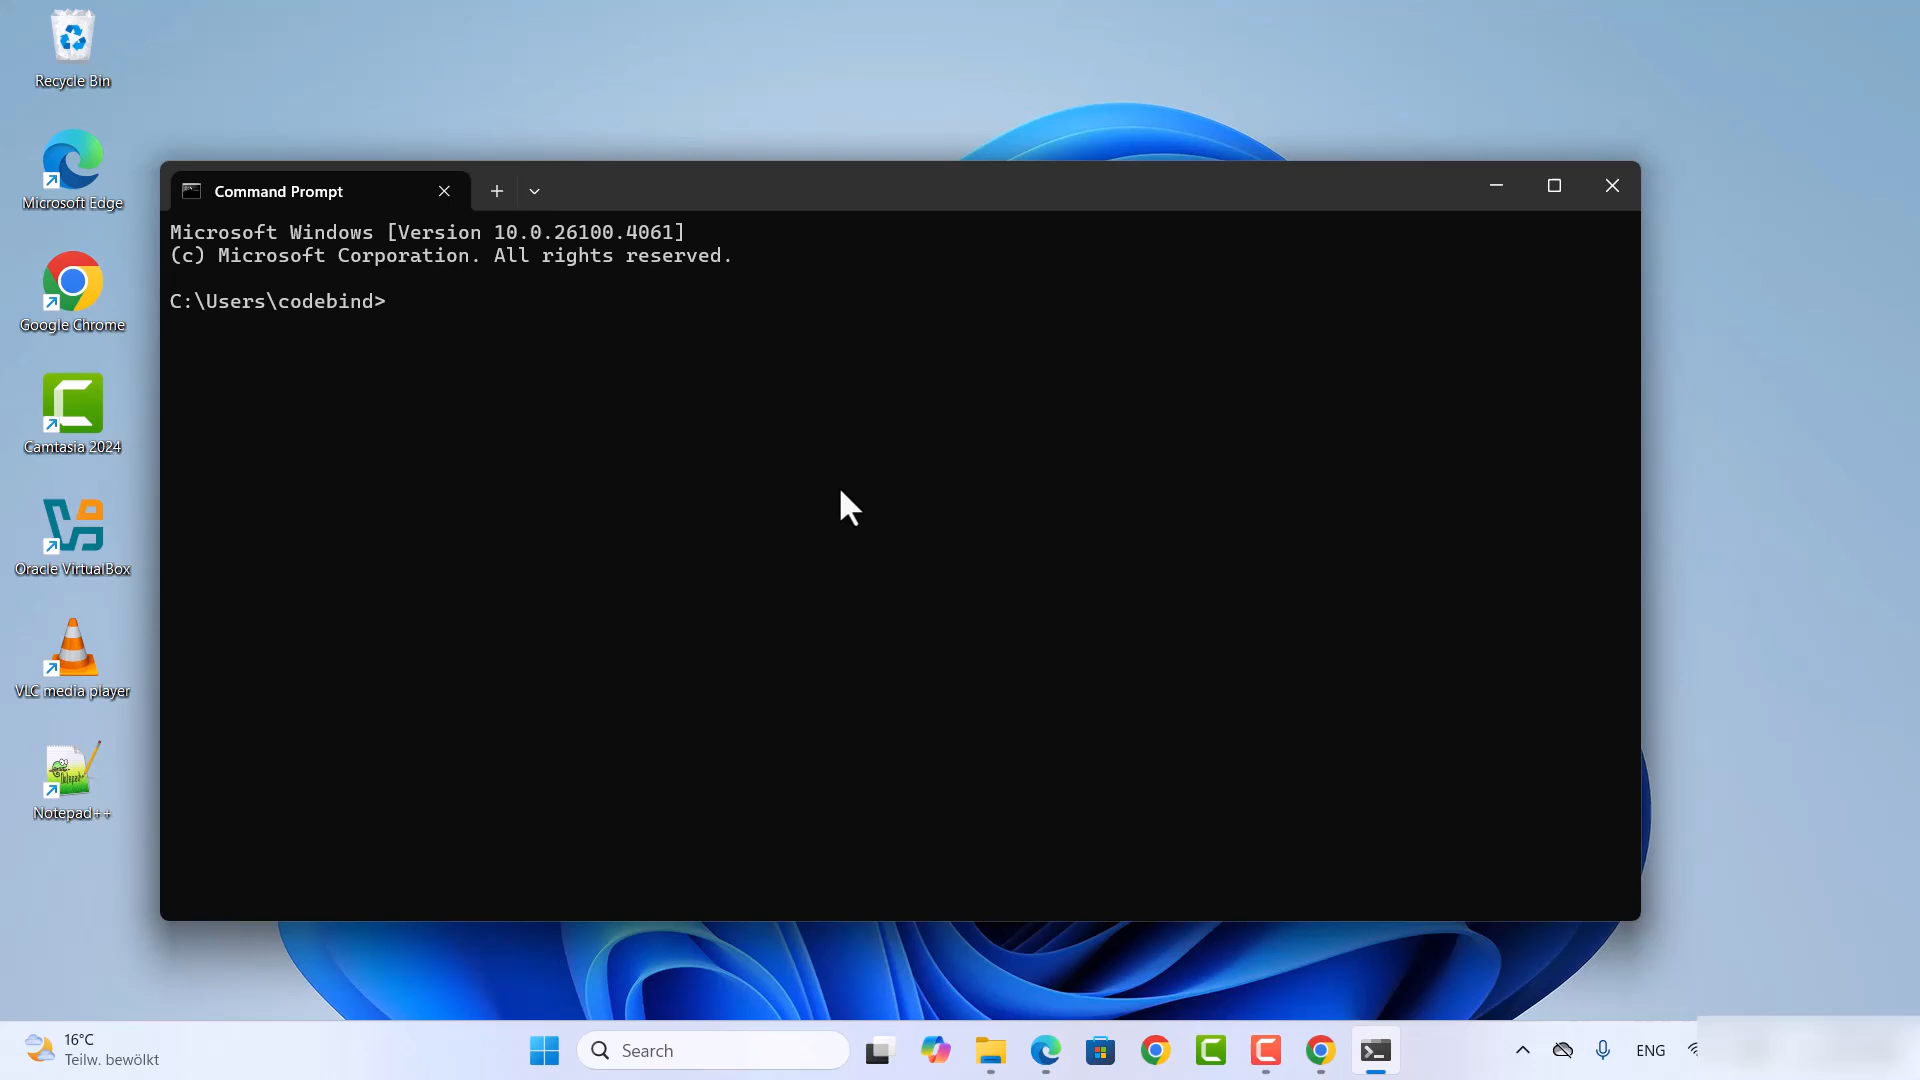 Recycle Bin
Microsoft Edge
Google Chrome
Camtasia 2024
Oracle VirtualBox
VLC media player
Notepad++
Command Prompt
Microsoft Windows [Version 10.0.26100.4061]
(c) Microsoft Corporation. All rights reserved.
C:\Users\codebind>
16°C
Teilw. bewölkt
Search
ENG